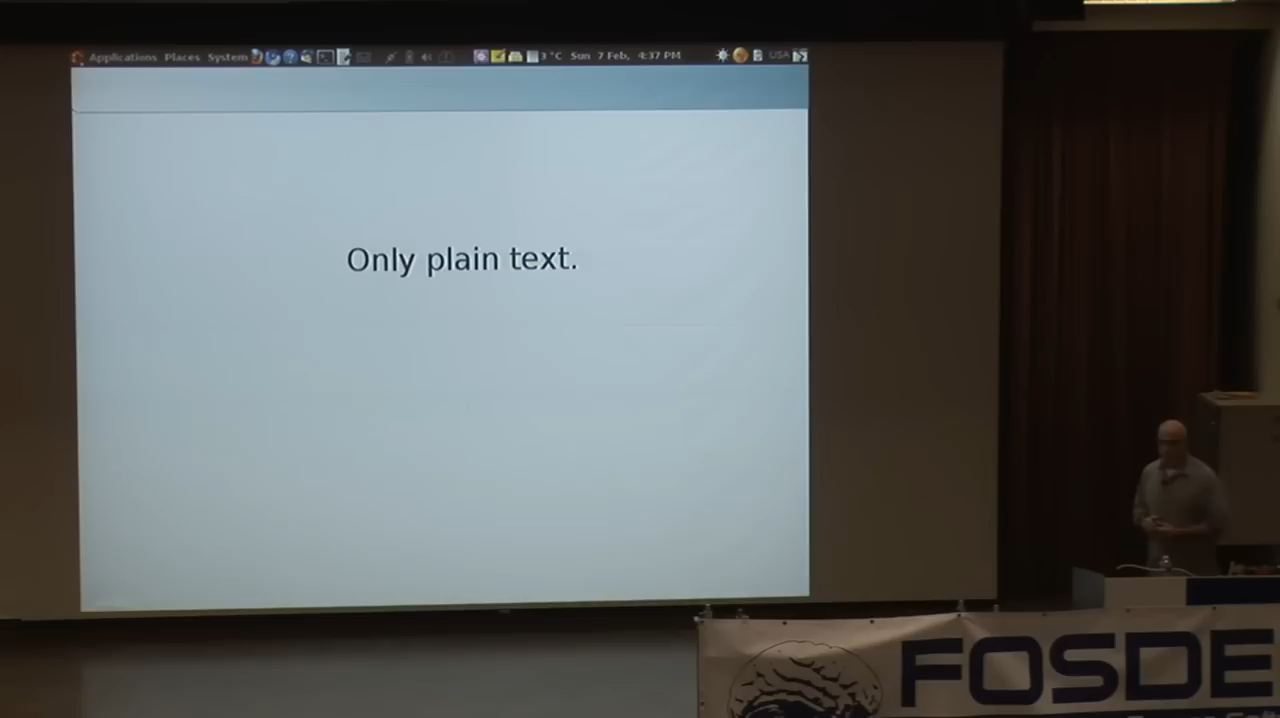 Applications Places System
3 °C Sun 7 Feb, 4:37 PM
USA
Only plain text.
FOSDE